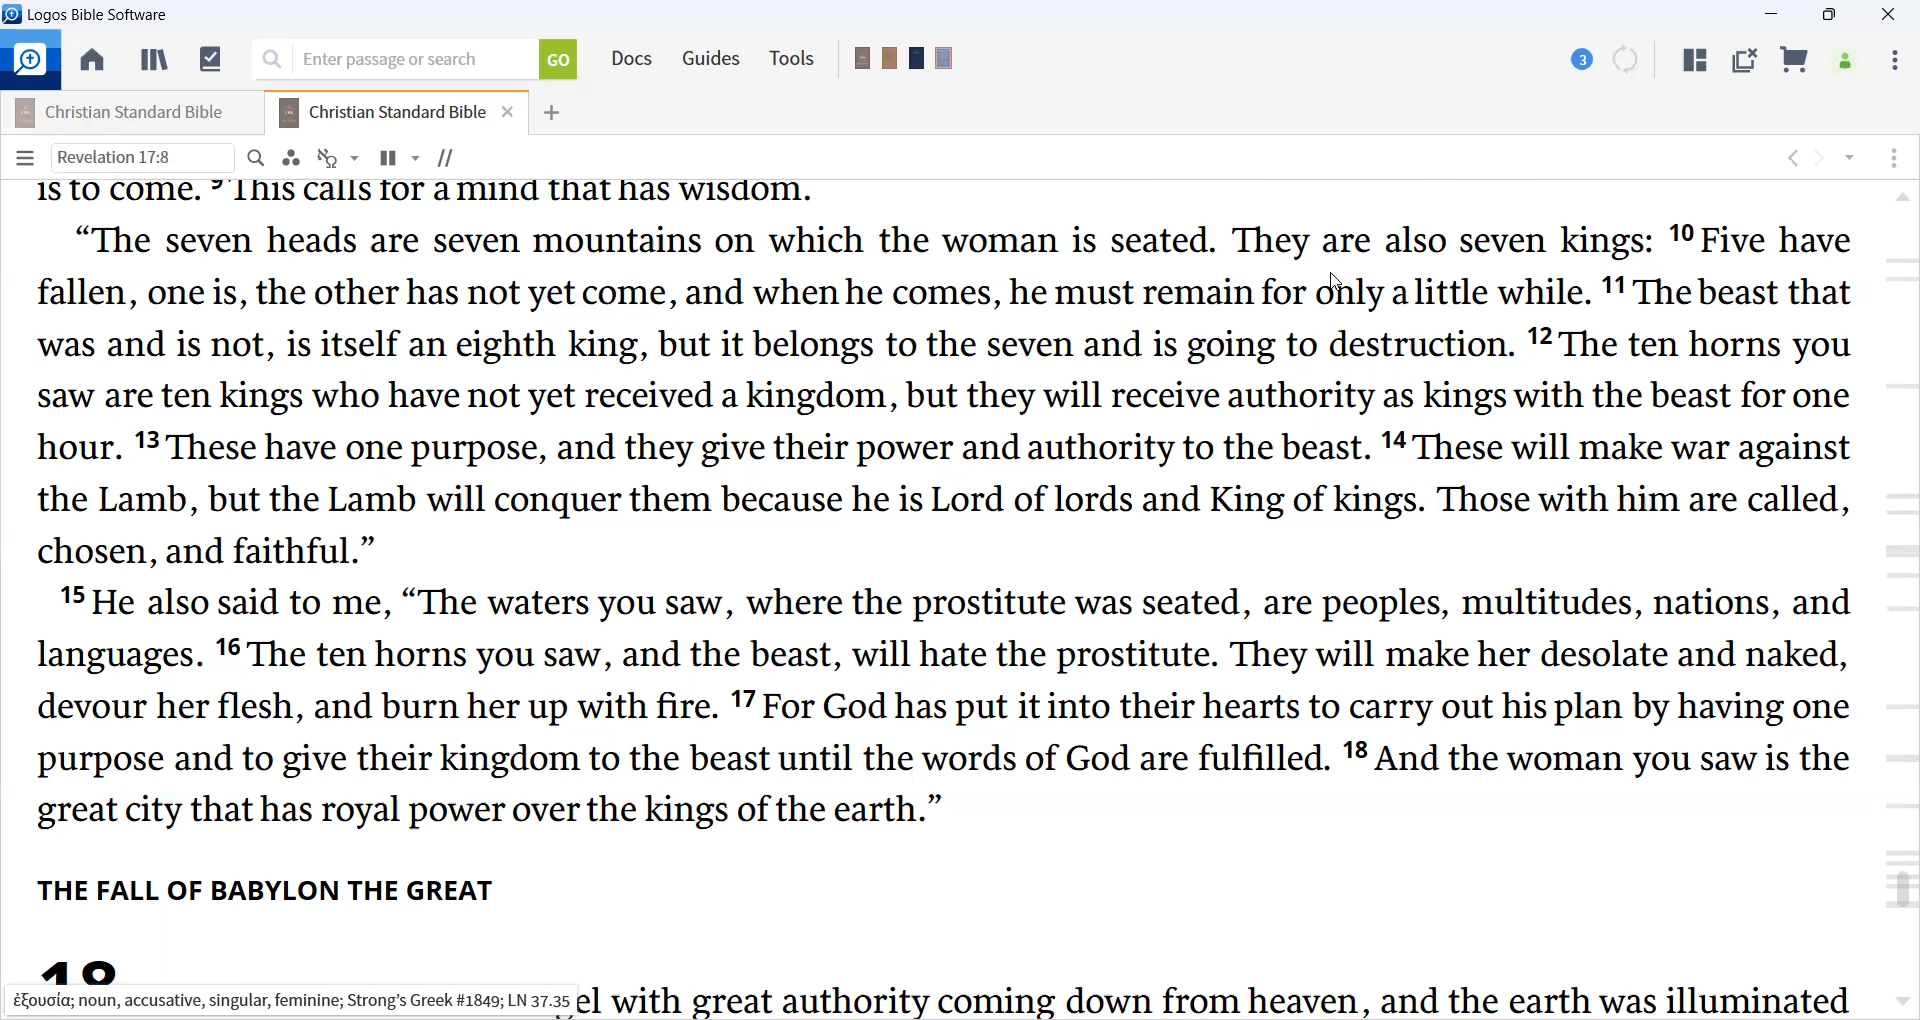 Logos Bible Software
Enter passage or search
GO
Docs
Guides
Tools
3
Christian Standard Bible
Christian Standard Bible
Revelation 17:8
is to come. 9 This calls for a mind that has wisdom.
“The seven heads are seven mountains on which the woman is seated. They are also seven kings: 10 Five have
fallen, one is, the other has not yet come, and when he comes, he must remain for only a little while. 11 The beast that
was and is not, is itself an eighth king, but it belongs to the seven and is going to destruction. 12 The ten horns you
saw are ten kings who have not yet received a kingdom, but they will receive authority as kings with the beast for one
hour. 13 These have one purpose, and they give their power and authority to the beast. 14 These will make war against
the Lamb, but the Lamb will conquer them because he is Lord of lords and King of kings. Those with him are called,
chosen, and faithful.”
15 He also said to me, “The waters you saw, where the prostitute was seated, are peoples, multitudes, nations, and
languages. 16 The ten horns you saw, and the beast, will hate the prostitute. They will make her desolate and naked,
devour her flesh, and burn her up with fire. 17 For God has put it into their hearts to carry out his plan by having one
purpose and to give their kingdom to the beast until the words of God are fulfilled. 18 And the woman you saw is the
great city that has royal power over the kings of the earth.”
THE FALL OF BABYLON THE GREAT
18
ἐξουσία; noun, accusative, singular, feminine; Strong’s Greek #1849; LN 37.35
with great authority coming down from heaven, and the earth was illuminated